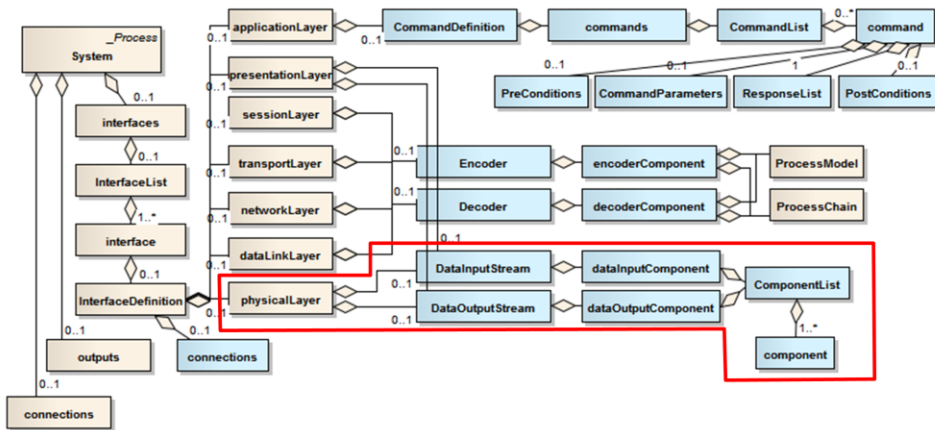 _Process
System
0..1
interfaces
0..1
InterfaceList
1..*
interface
0..1
InterfaceDefinition
0..1
outputs
0..1
connections
0..1
connections
0..1
applicationLayer
0..1
CommandDefinition
commands
CommandList
0..*
command
0..1
PreConditions
0..1
CommandParameters
1
ResponseList
0..1
PostConditions
0..1
presentationLayer
0..1
sessionLayer
0..1
transportLayer
0..1
Encoder
encoderComponent
ProcessModel
0..1
networkLayer
0..1
Decoder
decoderComponent
ProcessChain
0..1
dataLinkLayer
0..1
0..1
physicalLayer
0..1
DataInputStream
dataInputComponent
ComponentList
0..1
DataOutputStream
dataOutputComponent
1..*
component